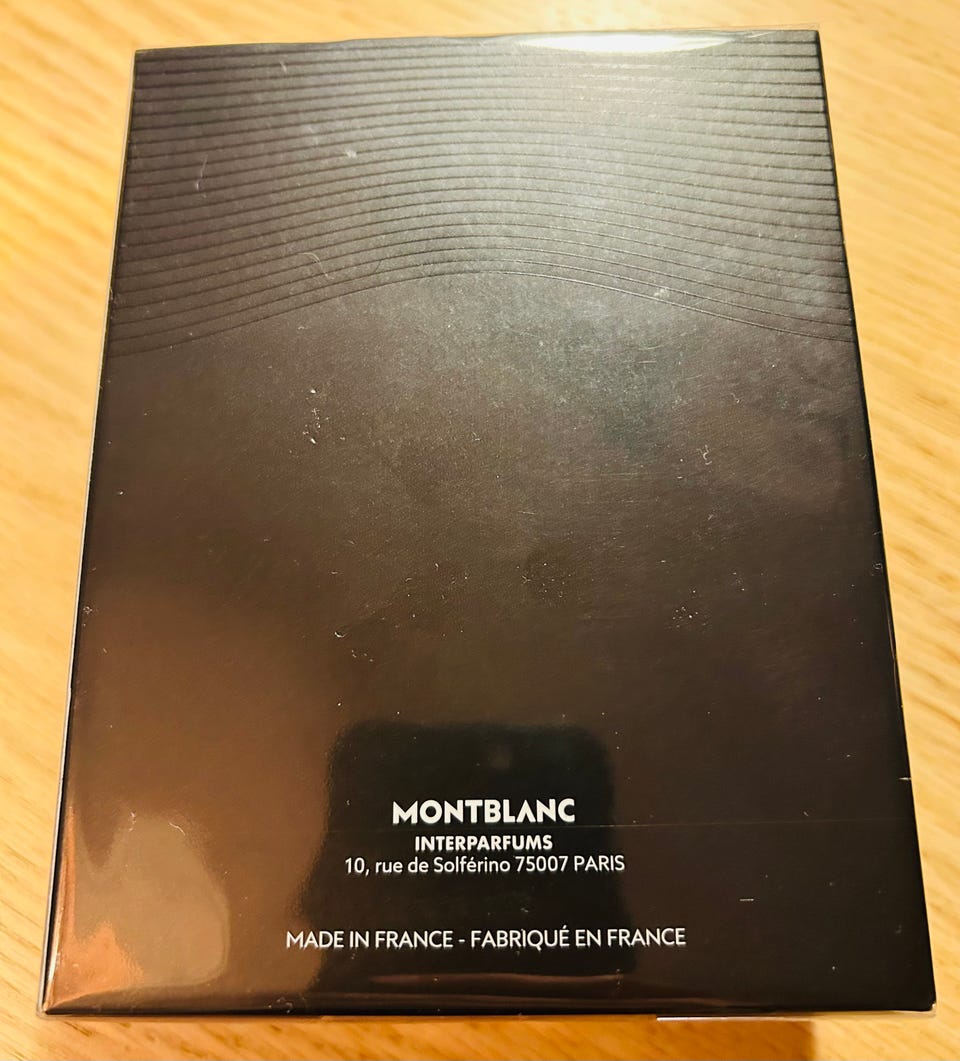 MONTBLANC
INTERPARFUMS
10, rue de Solférino 75007 PARIS
MADE IN FRANCE - FABRIQUÉ EN FRANCE